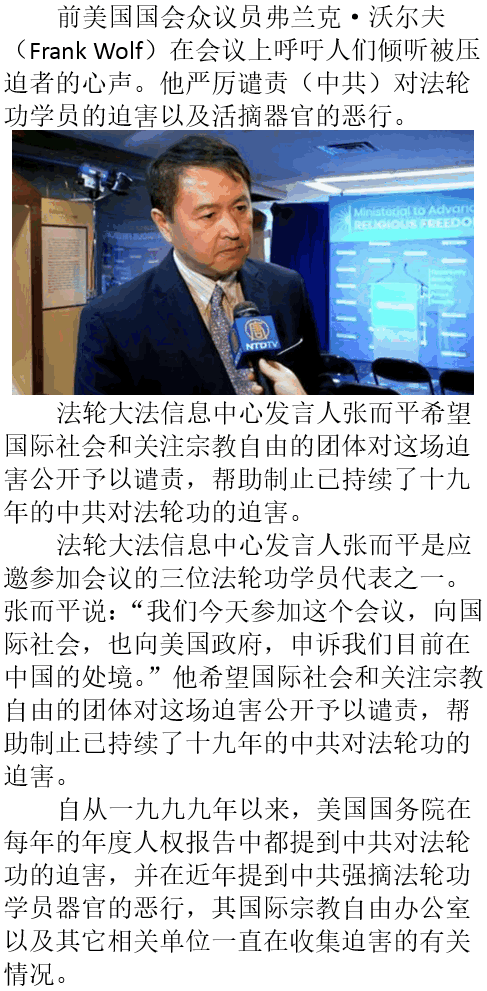 前美国国会众议员弗兰克·沃尔夫
（Frank Wolf）在会议上呼吁人们倾听被压
迫者的心声。他严厉谴责（中共）对法轮
功学员的迫害以及活摘器官的恶行。
Ministerial to Advance
RELIGIOUS FREEDOM
NTDTV
法轮大法信息中心发言人张而平希望
国际社会和关注宗教自由的团体对这场迫
害公开予以谴责，帮助制止已持续了十九
年的中共对法轮功的迫害。
法轮大法信息中心发言人张而平是应
邀参加会议的三位法轮功学员代表之一。
张而平说：“我们今天参加这个会议，向国
际社会，也向美国政府，申诉我们目前在
中国的处境。”他希望国际社会和关注宗教
自由的团体对这场迫害公开予以谴责，帮
助制止已持续了十九年的中共对法轮功的
迫害。
自从一九九九年以来，美国国务院在
每年的年度人权报告中都提到中共对法轮
功的迫害，并在近年提到中共强摘法轮功
学员器官的恶行，其国际宗教自由办公室
以及其它相关单位一直在收集迫害的有关
情况。